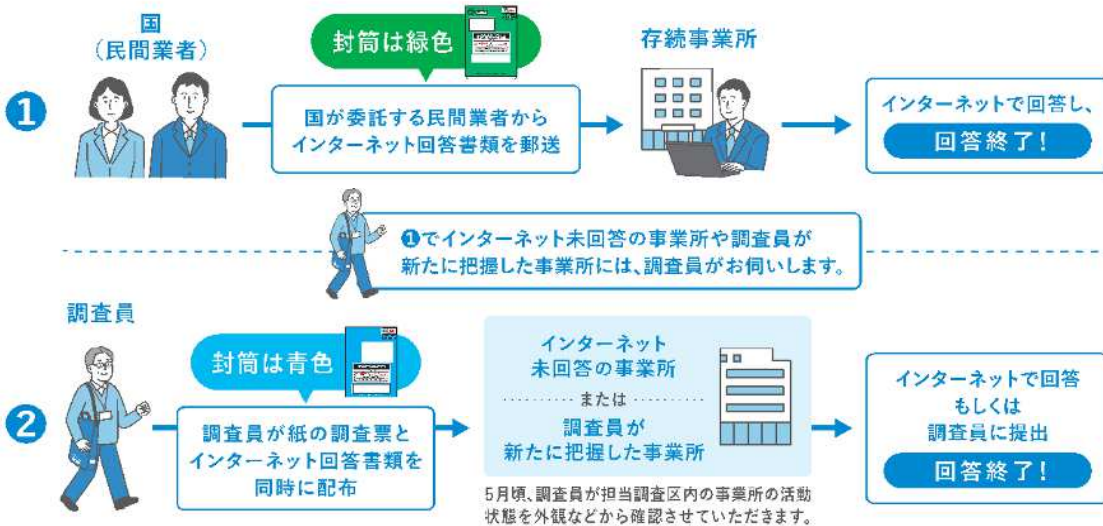 国
（民間業者）
封筒は緑色
存続事業所
❶
国が委託する民間業者から
インターネット回答書類を郵送
インターネットで回答し、
回答終了！
❶でインターネット未回答の事業所や調査員が
新たに把握した事業所には、調査員がお伺いします。
調査員
封筒は青色
❷
調査員が紙の調査票と
インターネット回答書類を
同時に配布
インターネット
未回答の事業所
または
調査員が
新たに把握した事業所
5月頃、調査員が担当調査区内の事業所の活動
状態を外観などから確認させていただきます。
インターネットで回答
もしくは
調査員に提出
回答終了！